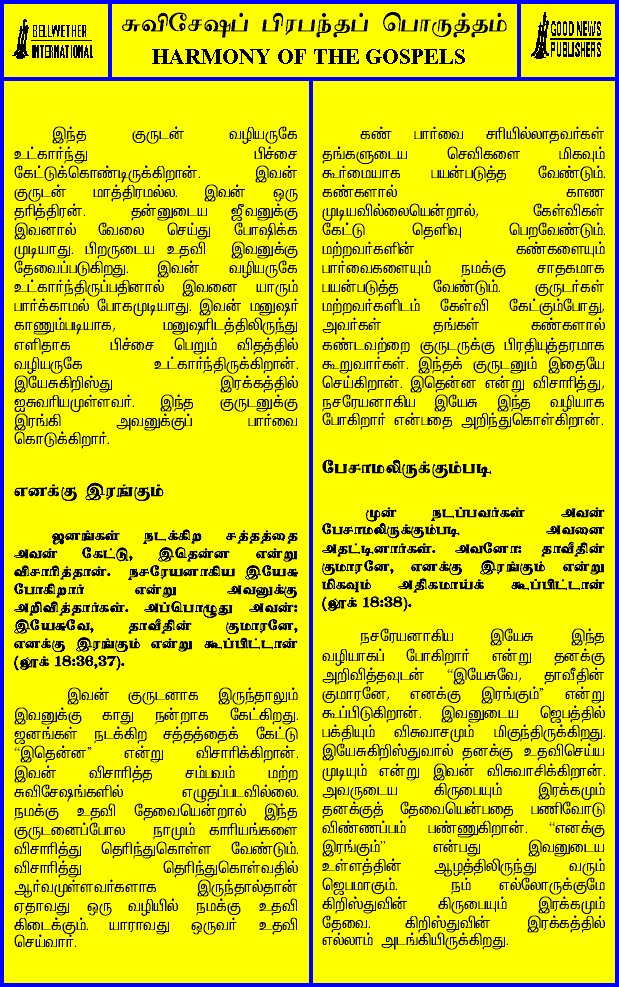 BELLWETHER
INTERNATIONAL
சுவிசேஷப் பிரபந்தப் பொருத்தம்
HARMONY OF THE GOSPELS
GOOD NEWS
PUBLISHERS
இந்த குருடன் வழியருகே
உட்கார்ந்து பிச்சை
கேட்டுக்கொண்டிருக்கிறான். இவன்
குருடன் மாத்திரமல்ல. இவன் ஒரு
தரித்திரன். தன்னுடைய ஜீவனுக்கு
இவனால் வேலை செய்து போஷிக்க
முடியாது. பிறருடைய உதவி இவனுக்கு
தேவைப்படுகிறது. இவன் வழியருகே
உட்கார்ந்திருப்பதினால் இவனை யாரும்
பார்க்காமல் போகமுடியாது. இவன் மனுஷர்
காணும்படியாக, மனுஷரிடத்திலிருந்து
எளிதாக பிச்சை பெறும் விதத்தில்
வழியருகே உட்கார்ந்திருக்கிறான்.
இயேசுகிறிஸ்து இரக்கத்தில்
ஐசுவரியமுள்ளவர். இந்த குருடனுக்கு
இரங்கி அவனுக்குப் பார்வை
கொடுக்கிறார்.
எனக்கு இரங்கும்
ஜனங்கள் நடக்கிற சத்தத்தை
அவன் கேட்டு, இதென்ன என்று
விசாரித்தான். நசரேயனாகிய இயேசு
போகிறார் என்று அவனுக்கு
அறிவித்தார்கள். அப்பொழுது அவன்:
இயேசுவே, தாவீதின் குமாரனே,
எனக்கு இரங்கும் என்று கூப்பிட்டான்
(லூக் 18:36,37).
இவன் குருடனாக இருந்தாலும்
இவனுக்கு காது நன்றாக கேட்கிறது.
ஜனங்கள் நடக்கிற சத்தத்தைக் கேட்டு
“இதென்ன” என்று விசாரிக்கிறான்.
இவன் விசாரித்த சம்பவம் மற்ற
சுவிசேஷங்களில் எழுதப்படவில்லை.
நமக்கு உதவி தேவையென்றால் இந்த
குருடனைப்போல நாமும் காரியங்களை
விசாரித்து தெரிந்துகொள்ள வேண்டும்.
விசாரித்து தெரிந்துகொள்வதில்
ஆர்வமுள்ளவர்களாக இருந்தால்தான்
ஏதாவது ஒரு வழியில் நமக்கு உதவி
கிடைக்கும். யாராவது ஒருவர் உதவி
செய்வார்.
கண் பார்வை சரியில்லாதவர்கள்
தங்களுடைய செவிகளை மிகவும்
கூர்மையாக பயன்படுத்த வேண்டும்.
கண்களால் காண
முடியவில்லையென்றால், கேள்விகள்
கேட்டு தெளிவு பெறவேண்டும்.
மற்றவர்களின் கண்களையும்
பார்வைகளையும் நமக்கு சாதகமாக
பயன்படுத்த வேண்டும். குருடர்கள்
மற்றவர்களிடம் கேள்வி கேட்கும்போது,
அவர்கள் தங்கள் கண்களால்
கண்டவற்றை குருடருக்கு பிரதியுத்தரமாக
கூறுவார்கள். இந்தக் குருடனும் இதையே
செய்கிறான். இதென்ன என்று விசாரித்து,
நசரேயனாகிய இயேசு இந்த வழியாக
போகிறார் என்பதை அறிந்துகொள்கிறான்.
பேசாமலிருக்கும்படி
முன் நடப்பவர்கள் அவன்
பேசாமலிருக்கும்படி அவனை
அதட்டினார்கள். அவனோ: தாவீதின்
குமாரனே, எனக்கு இரங்கும் என்று
மிகவும் அதிகமாய்க் கூப்பிட்டான்
(லூக் 18:38).
நசரேயனாகிய இயேசு இந்த
வழியாகப் போகிறார் என்று தனக்கு
அறிவித்தவுடன் “இயேசுவே, தாவீதின்
குமாரனே, எனக்கு இரங்கும்” என்று
கூப்பிடுகிறான். இவனுடைய ஜெபத்தில்
பக்தியும் விசுவாசமும் மிகுந்திருக்கிறது.
இயேசுகிறிஸ்துவால் தனக்கு உதவிசெய்ய
முடியும் என்று இவன் விசுவாசிக்கிறான்.
அவருடைய கிருபையும் இரக்கமும்
தனக்குத் தேவையென்பதை பணிவோடு
விண்ணப்பம் பண்ணுகிறான். “எனக்கு
இரங்கும்” என்பது இவனுடைய
உள்ளத்தின் ஆழத்திலிருந்து வரும்
ஜெபமாகும். நம் எல்லோருக்குமே
கிறிஸ்துவின் கிருபையும் இரக்கமும்
தேவை. கிறிஸ்துவின் இரக்கத்தில்
எல்லாம் அடங்கியிருக்கிறது.